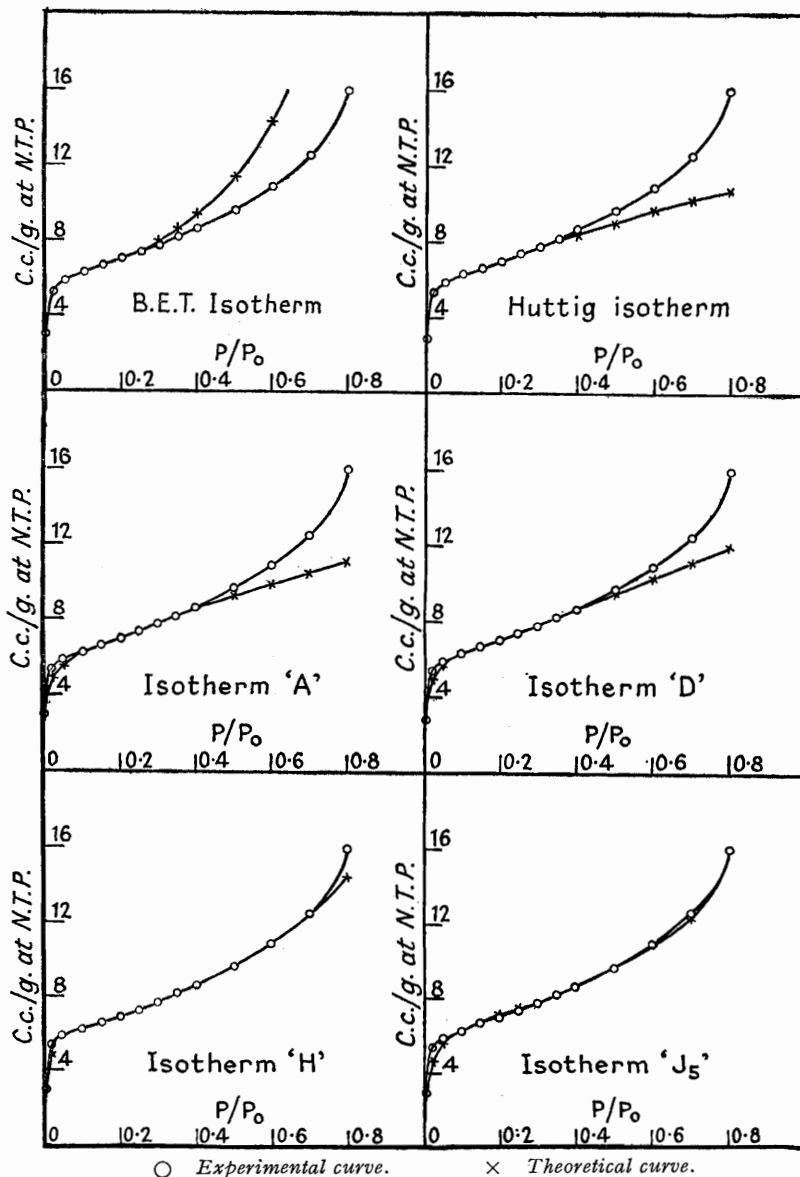 C.c./g. at N.T.P.
16
12
8
4
B.E.T. Isotherm
P/P₀
0 0·2 0·4 0·6 0·8
C.c./g. at N.T.P.
16
12
8
4
Huttig isotherm
P/P₀
0 0·2 0·4 0·6 0·8
C.c./g. at N.T.P.
16
12
8
4
Isotherm ‘A’
P/P₀
0 0·2 0·4 0·6 0·8
C.c./g. at N.T.P.
16
12
8
4
Isotherm ‘D’
P/P₀
0 0·2 0·4 0·6 0·8
C.c./g. at N.T.P.
16
12
8
4
Isotherm ‘H’
P/P₀
0 0·2 0·4 0·6 0·8
C.c./g. at N.T.P.
16
12
8
4
Isotherm ‘J₅’
P/P₀
0 0·2 0·4 0·6 0·8
○ Experimental curve. × Theoretical curve.